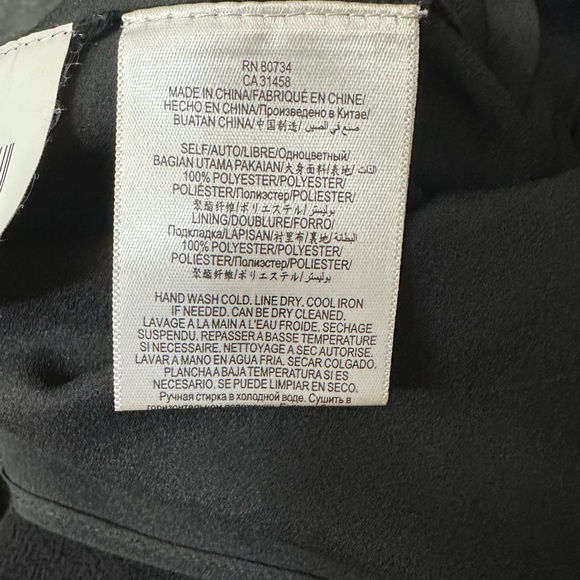 RN 80734
CA 31458
MADE IN CHINA/FABRIQUÉ EN CHINE/
HECHO EN CHINA/Произведено в Китае/
BUATAN CHINA/中国制造/صنع في الصين/
SELF/AUTO/LIBRE/Одноцветный/
BAGIAN UTAMA PAKAIAN/大身面料/表地/الذات/
100% POLYESTER/POLYESTER/
POLIÉSTER/Полиэстер/POLIESTER/
聚酯纤维/ポリエステル/بوليستر/
LINING/DOUBLURE/FORRO/
Подкладка/LAPISAN/衬里布/裏地/البطانة/
100% POLYESTER/POLYESTER/
POLIÉSTER/Полиэстер/POLIESTER/
聚酯纤维/ポリエステル/بوليستر/
HAND WASH COLD. LINE DRY. COOL IRON
IF NEEDED. CAN BE DRY CLEANED.
LAVAGE A LA MAIN A L'EAU FROIDE. SECHAGE
SUSPENDU. REPASSER A BASSE TEMPERATURE
SI NECESSAIRE. NETTOYAGE A SEC AUTORISE.
LAVAR A MANO EN AGUA FRIA. SECAR COLGADO.
PLANCHA A BAJA TEMPERATURA SI ES
NECESARIO. SE PUEDE LIMPIAR EN SECO.
Ручная стирка в холодной воде. Сушить в
горизонтальном